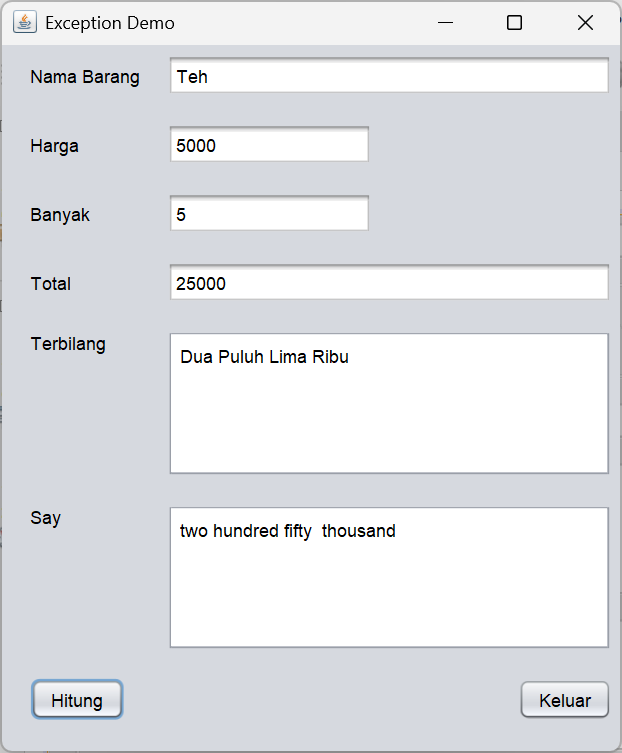 Exception Demo
Nama Barang Teh
Harga 5000
Banyak 5
Total 25000
Terbilang
Dua Puluh Lima Ribu
Say
two hundred fifty  thousand
Hitung Keluar